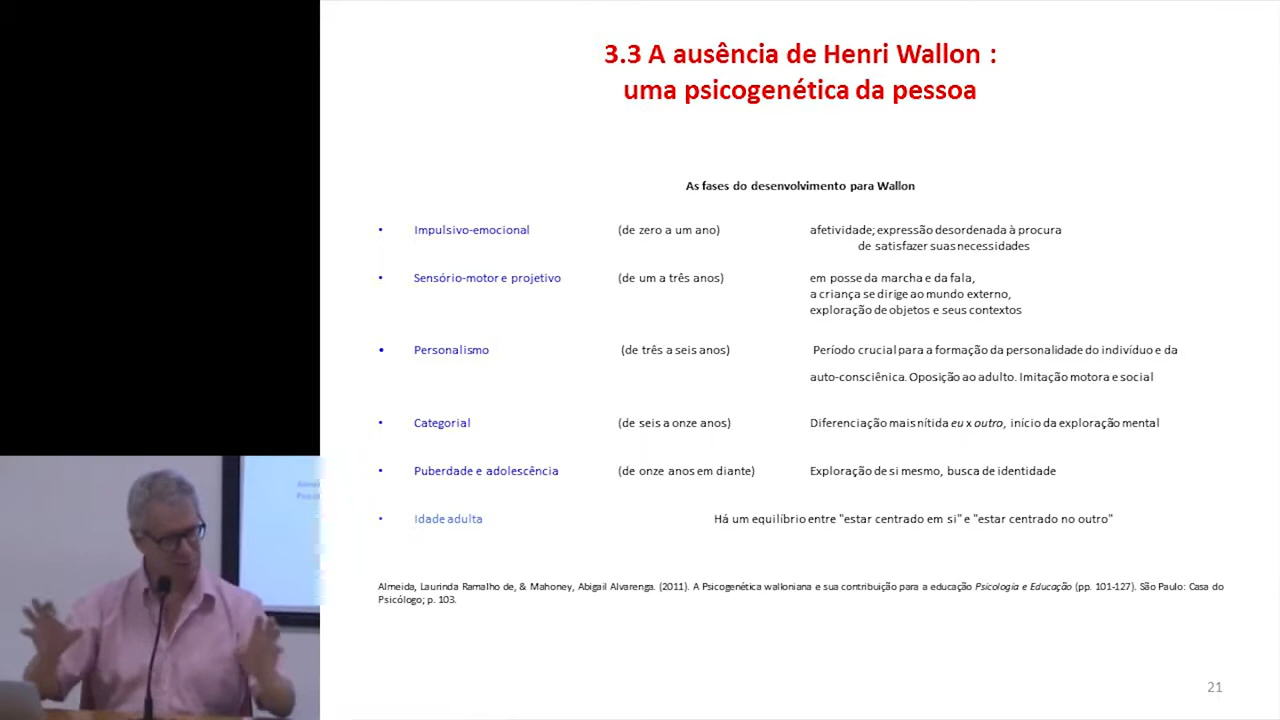 3.3 A ausência de Henri Wallon :
uma psicogenética da pessoa
As fases do desenvolvimento para Wallon
• Impulsivo-emocional (de zero a um ano) afetividade; expressão desordenada à procura
de satisfazer suas necessidades
• Sensório-motor e projetivo (de um a três anos) em posse da marcha e da fala,
a criança se dirige ao mundo externo,
exploração de objetos e seus contextos
• Personalismo (de três a seis anos) Período crucial para a formação da personalidade do indivíduo e da
auto-consciênica. Oposição ao adulto. Imitação motora e social
• Categorial (de seis a onze anos) Diferenciação mais nítida eu x outro, início da exploração mental
• Puberdade e adolescência (de onze anos em diante) Exploração de si mesmo, busca de identidade
• Idade adulta Há um equilíbrio entre "estar centrado em si" e "estar centrado no outro"
Almeida, Laurinda Ramalho de, & Mahoney, Abigail Alvarenga. (2011). A Psicogenética walloniana e sua contribuição para a educação Psicologia e Educação (pp. 101-127). São Paulo: Casa do
Psicólogo; p. 103.
21